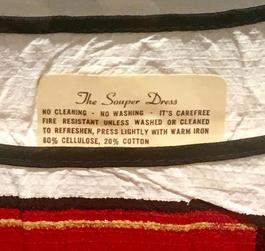 The Souper Dress
NO CLEANING - NO WASHING - IT'S CAREFREE
FIRE RESISTANT UNLESS WASHED OR CLEANED
TO REFRESHEN, PRESS LIGHTLY WITH WARM IRON
80% CELLULOSE, 20% COTTON